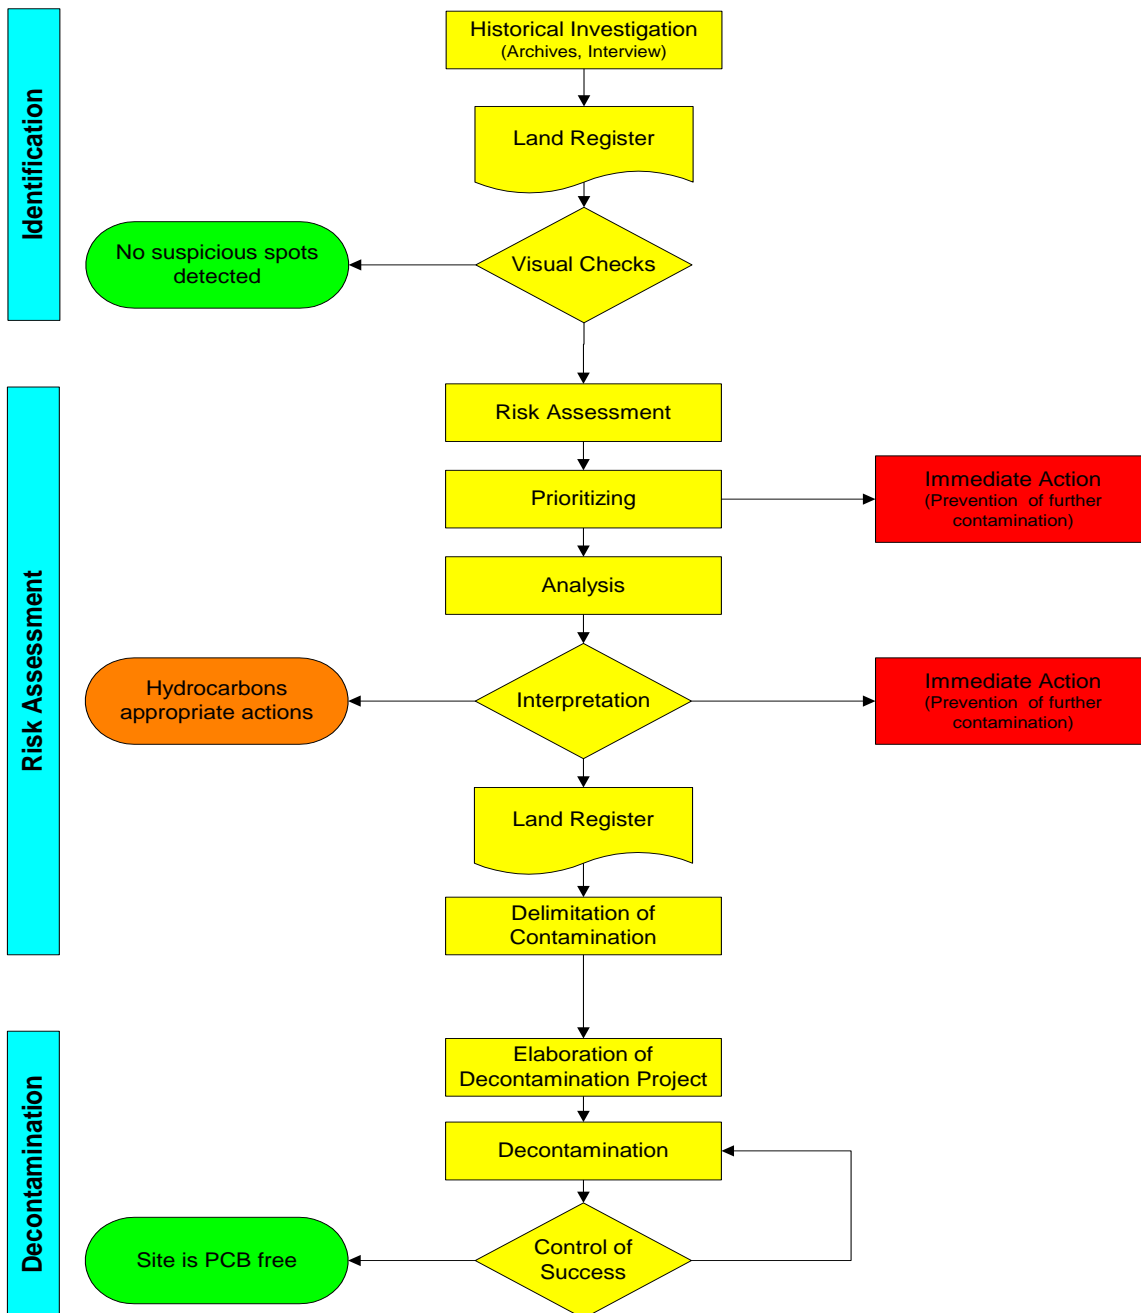 Identification
Historical Investigation
(Archives, Interview)
Land Register
No suspicious spots
detected
Visual Checks
Risk Assessment
Risk Assessment
Prioritizing
Immediate Action
(Prevention of further
contamination)
Analysis
Hydrocarbons
appropriate actions
Interpretation
Immediate Action
(Prevention of further
contamination)
Land Register
Delimitation of
Contamination
Decontamination
Elaboration of
Decontamination Project
Decontamination
Site is PCB free
Control of
Success